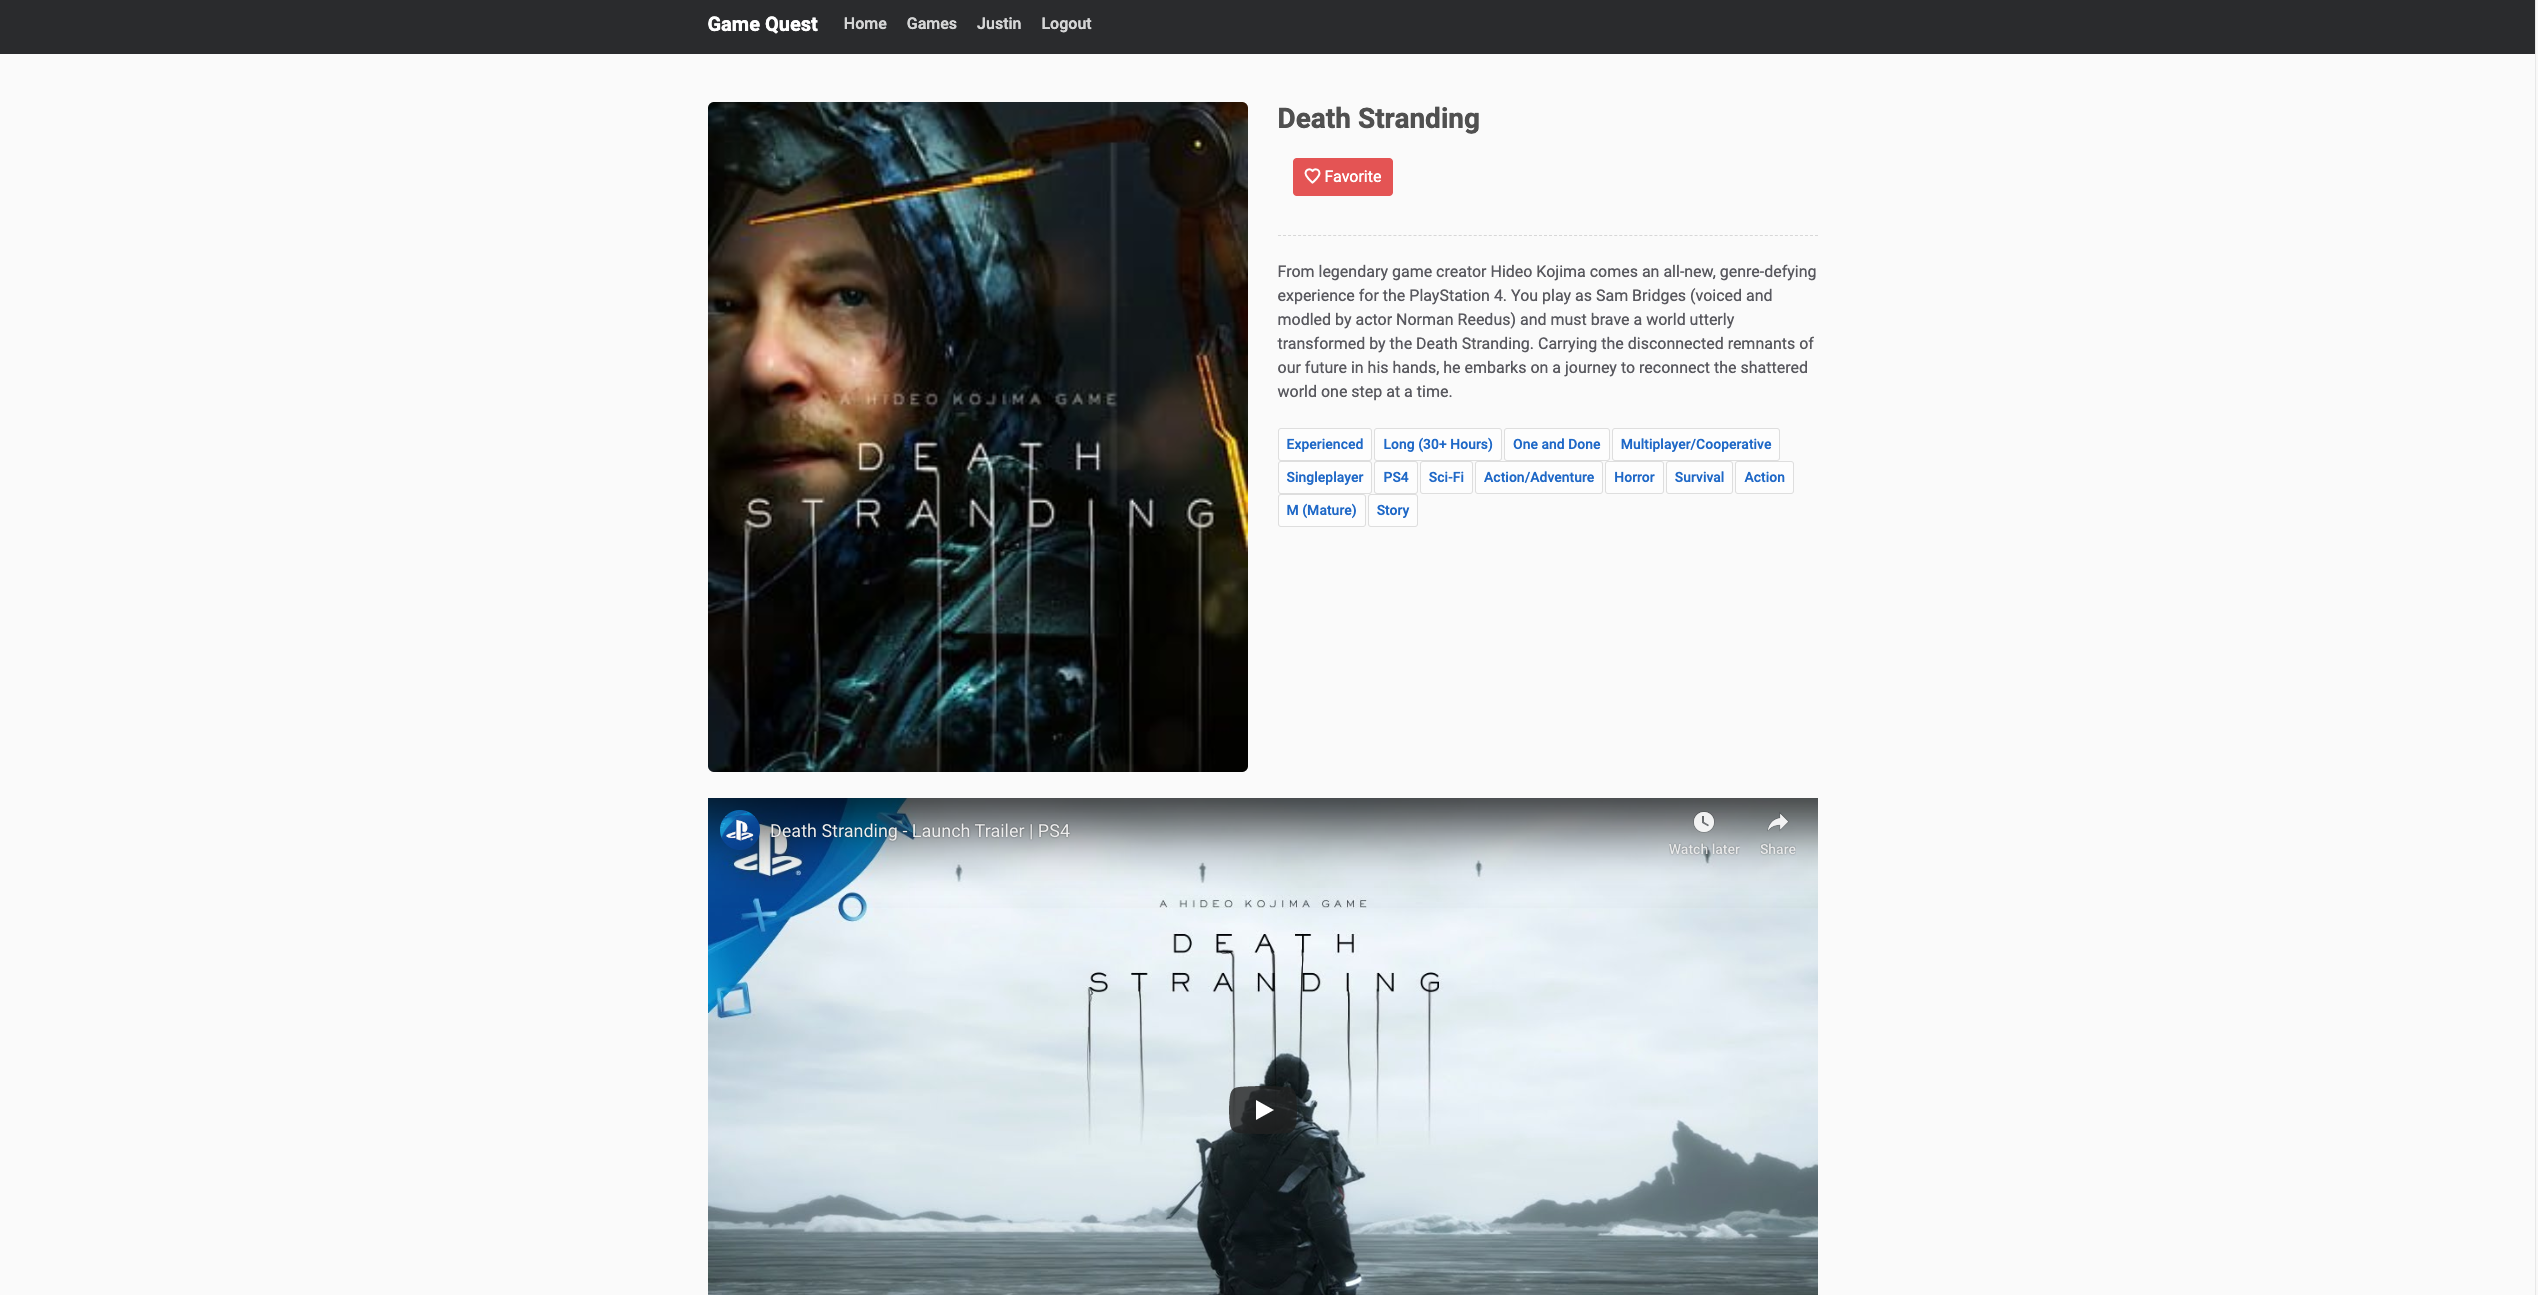 Game Quest Home Games Justin Logout
A HIDEO KOJIMA GAME
DEATH
STRANDING
Death Stranding
Favorite
From legendary game creator Hideo Kojima comes an all-new, genre-defying
experience for the PlayStation 4. You play as Sam Bridges (voiced and
modled by actor Norman Reedus) and must brave a world utterly
transformed by the Death Stranding. Carrying the disconnected remnants of
our future in his hands, he embarks on a journey to reconnect the shattered
world one step at a time.
Experienced Long (30+ Hours) One and Done Multiplayer/Cooperative
Singleplayer PS4 Sci-Fi Action/Adventure Horror Survival Action
M (Mature) Story
Death Stranding - Launch Trailer | PS4
Watch later Share
A HIDEO KOJIMA GAME
DEATH
STRANDING